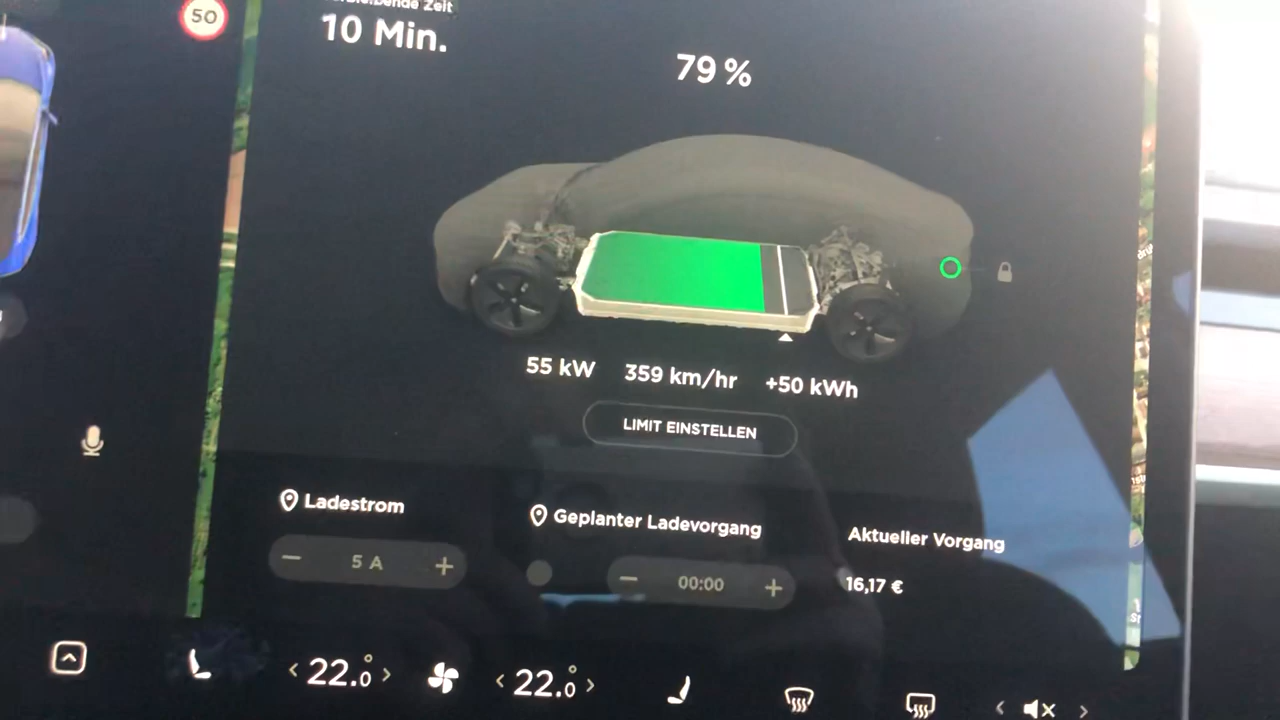 50
Zeit
10 Min.
79 %
55 kW 359 km/hr +50 kWh
LIMIT EINSTELLEN
Ladestrom
5 A
Geplanter Ladevorgang
00:00
Aktueller Vorgang
16,17 €
22.0
22.0